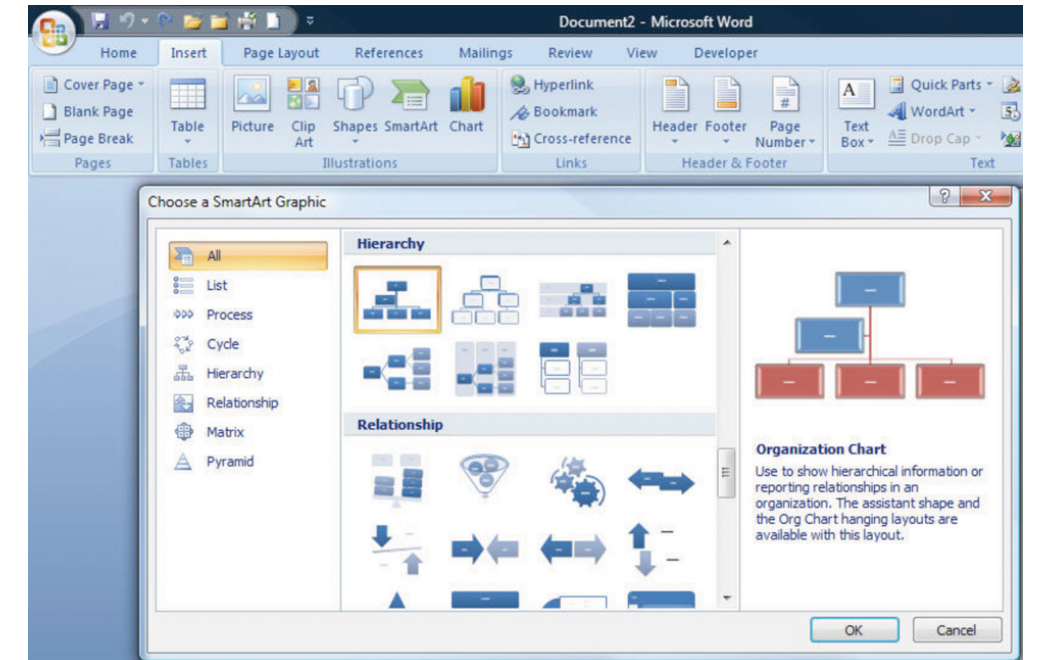 Document2 - Microsoft Word
Home Insert Page Layout References Mailings Review View Developer
Cover Page
Blank Page
Page Break
Pages
Table
Tables
Picture Clip Art Shapes SmartArt Chart
Illustrations
Hyperlink
Bookmark
Cross-reference
Links
Header Footer Page Number
Header & Footer
A
Text Box
Quick Parts
WordArt
Drop Cap
Text
Choose a SmartArt Graphic
All
List
Process
Cycle
Hierarchy
Relationship
Matrix
Pyramid
Hierarchy
Relationship
Organization Chart
Use to show hierarchical information or
reporting relationships in an
organization. The assistant shape and
the Org Chart hanging layouts are
available with this layout.
OK Cancel